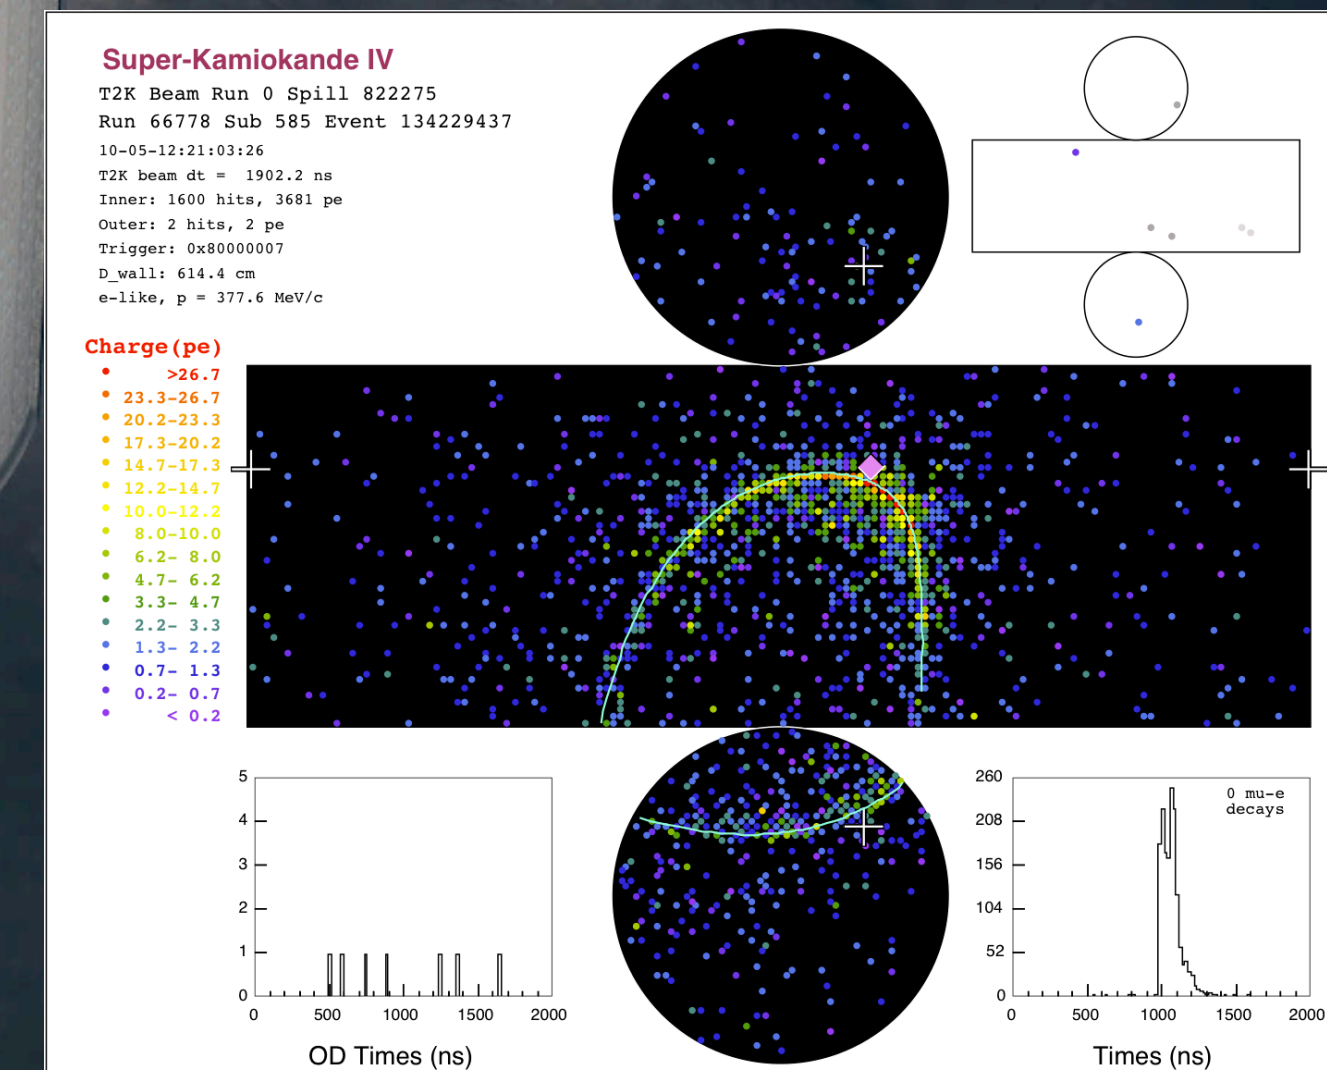 Super-Kamiokande IV
T2K Beam Run 0 Spill 822275
Run 66778 Sub 585 Event 134229437
10-05-12:21:03:26
T2K beam dt =  1902.2 ns
Inner: 1600 hits, 3681 pe
Outer: 2 hits, 2 pe
Trigger: 0x80000007
D_wall: 614.4 cm
e-like, p = 377.6 MeV/c
Charge(pe)
>26.7
23.3-26.7
20.2-23.3
17.3-20.2
14.7-17.3
12.2-14.7
10.0-12.2
8.0-10.0
6.2- 8.0
4.7- 6.2
3.3- 4.7
2.2- 3.3
1.3- 2.2
0.7- 1.3
0.2- 0.7
< 0.2
5
4
3
2
1
0
0 500 1000 1500 2000
OD Times (ns)
260
208
156
104
52
0
0 mu-e
decays
0 500 1000 1500 2000
Times (ns)